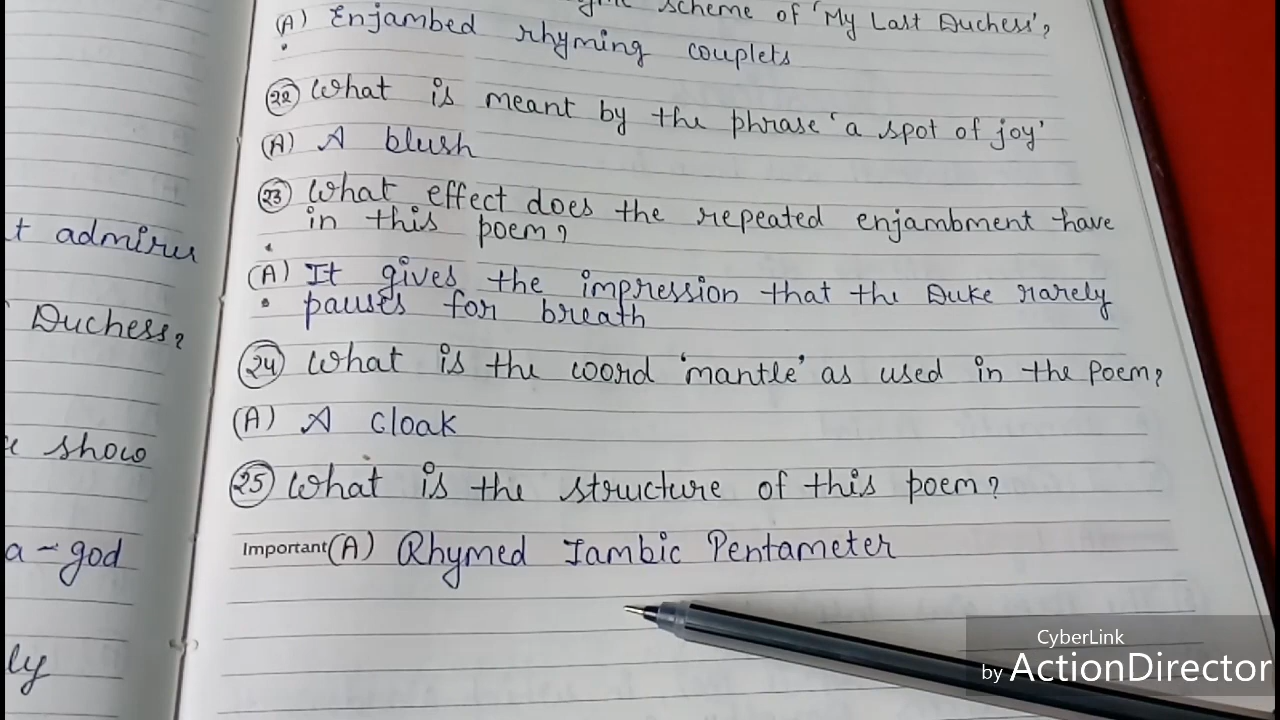 t admires
Duchess?
show
a-god
ly
scheme of 'My Last Duchess'?
(A) Enjambed rhyming couplets
22 What is meant by the phrase 'a spot of joy'
(A) A blush
23 What effect does the repeated enjambment have
in this poem?
(A) It gives the impression that the Duke rarely
pauses for breath
24 What is the word 'mantle' as used in the Poem?
(A) A cloak
25 What is the structure of this poem?
Important (A) Rhymed Iambic Pentameter
CyberLink
by ActionDirector